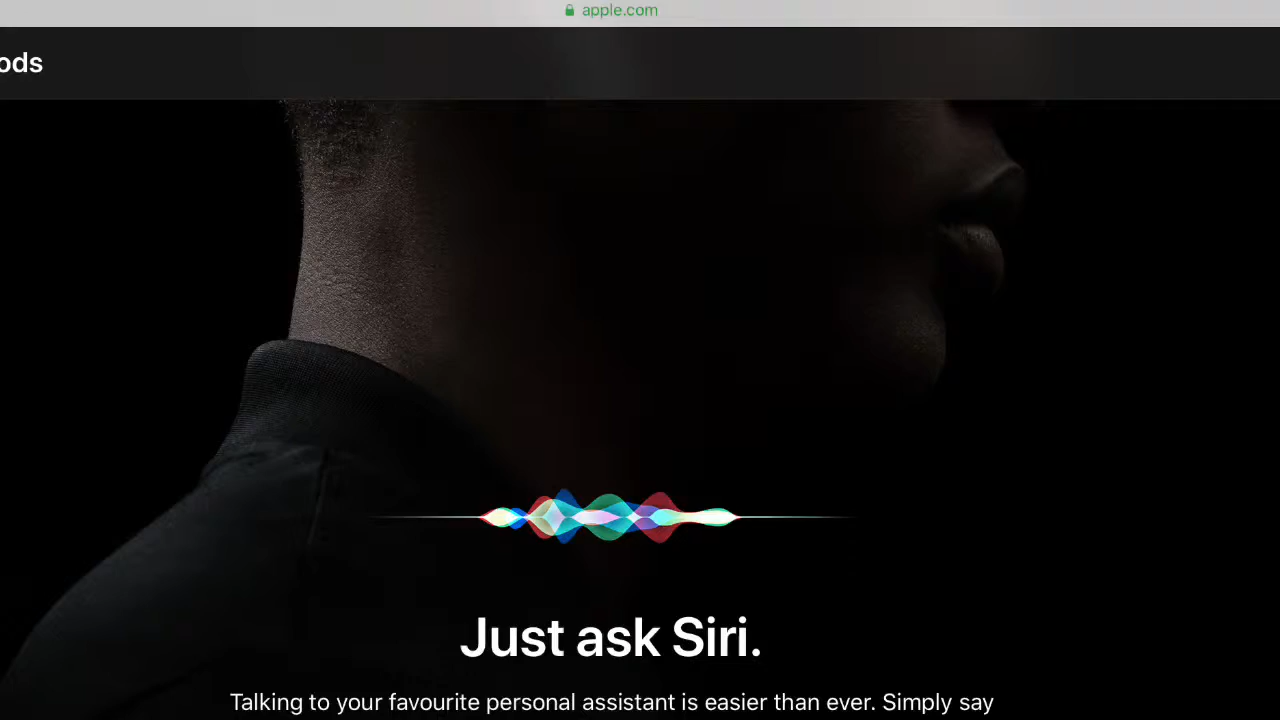 apple.com
ods
Just ask Siri.
Talking to your favourite personal assistant is easier than ever. Simply say